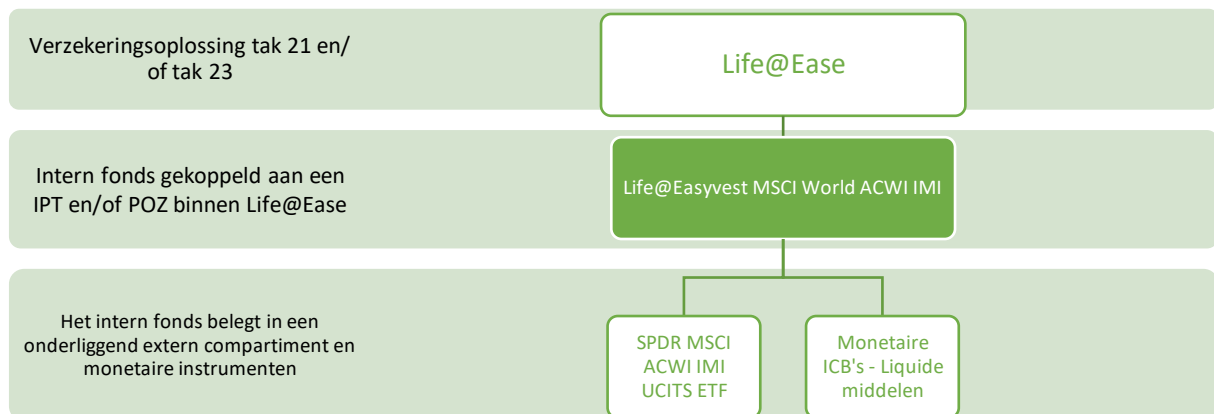 Verzekeringsoplossing tak 21 en/
of tak 23
Life@Ease
Intern fonds gekoppeld aan een
IPT en/of POZ binnen Life@Ease
Life@Easyvest MSCI World ACWI IMI
Het intern fonds belegt in een
onderliggend extern compartiment en
monetaire instrumenten
SPDR MSCI
ACWI IMI
UCITS ETF
Monetaire
ICB's - Liquide
middelen